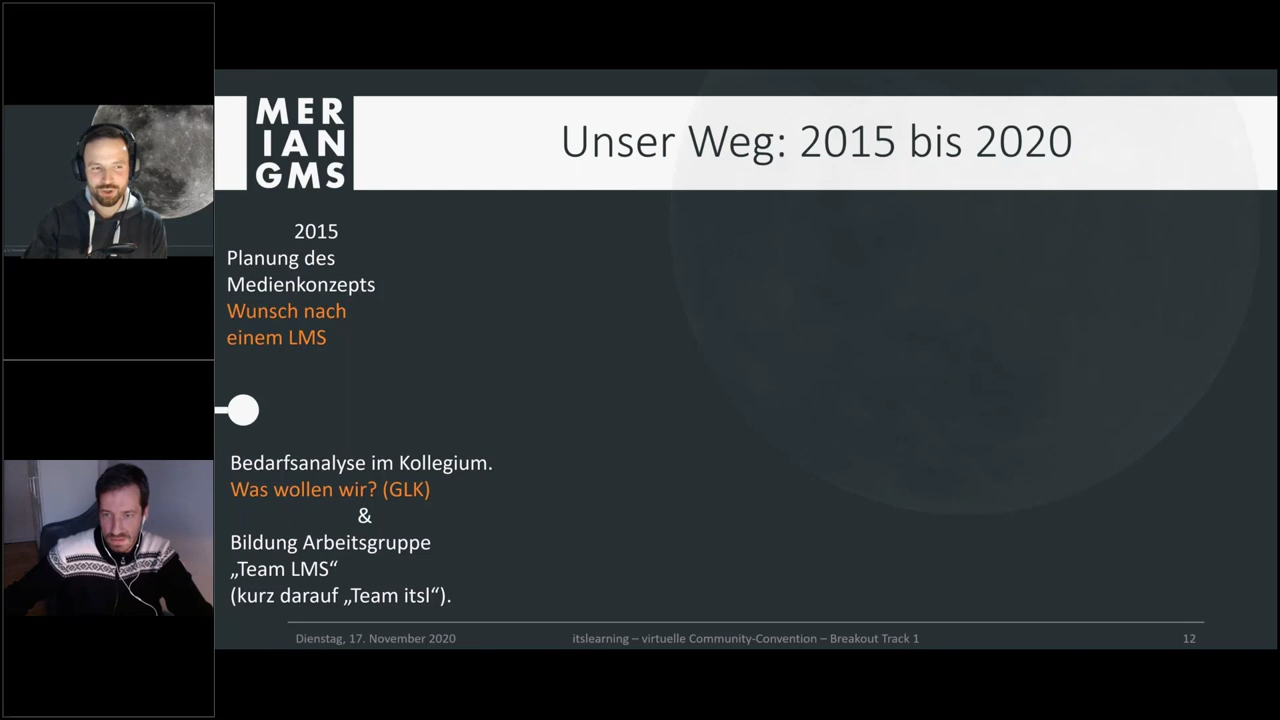 MER
IAN
GMS
Unser Weg: 2015 bis 2020
2015
Planung des
Medienkonzepts
Wunsch nach
einem LMS
Bedarfsanalyse im Kollegium.
Was wollen wir? (GLK)
&
Bildung Arbeitsgruppe
„Team LMS“
(kurz darauf „Team itsl“).
Dienstag, 17. November 2020
itslearning – virtuelle Community-Convention – Breakout Track 1
12